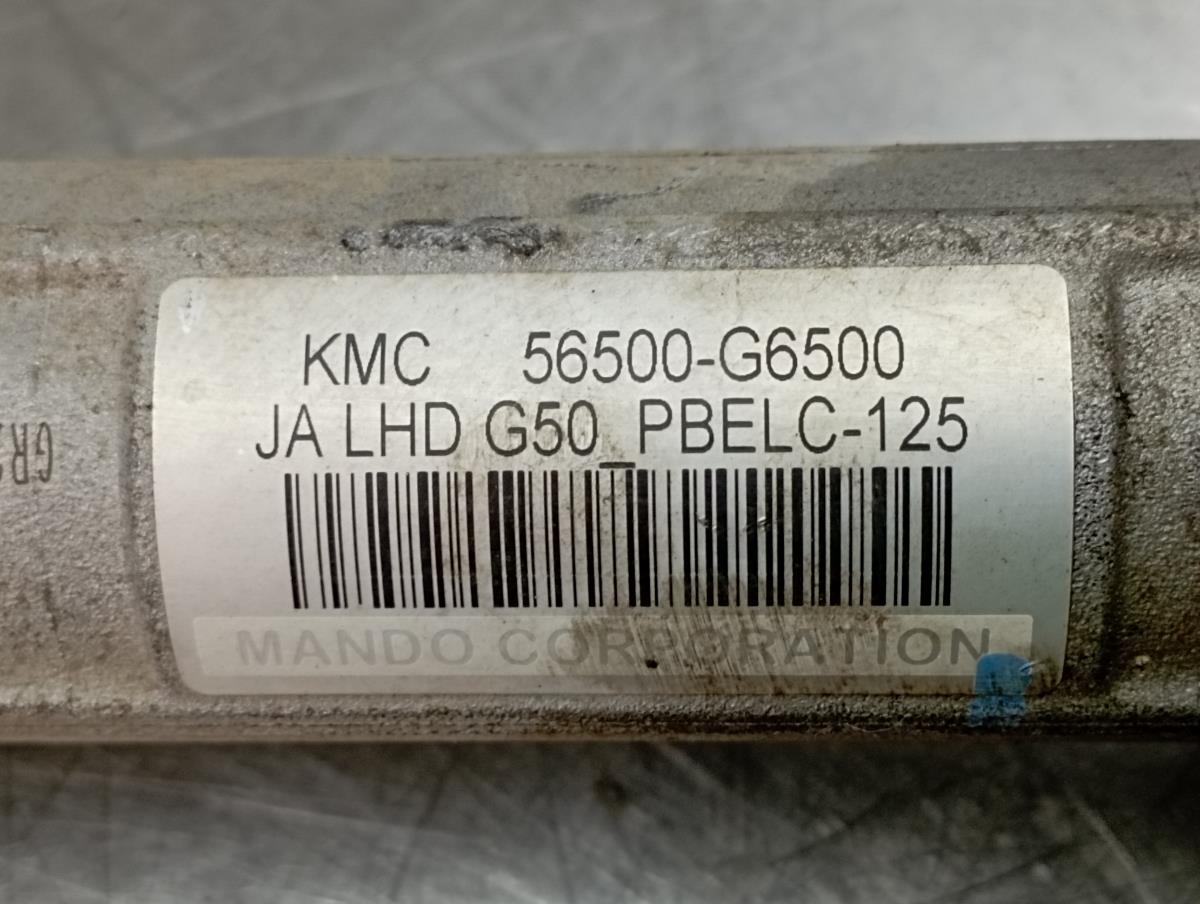 KMC 56500-G6500
JA LHD G50_PBELC-125
MANDO CORPORATION